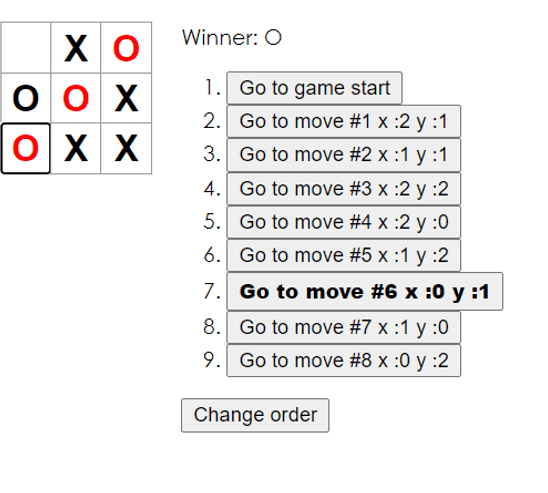 X O
Winner: O
O O X
O X X
1. Go to game start
2. Go to move #1 x :2 y :1
3. Go to move #2 x :1 y :1
4. Go to move #3 x :2 y :2
5. Go to move #4 x :2 y :0
6. Go to move #5 x :1 y :2
7. Go to move #6 x :0 y :1
8. Go to move #7 x :1 y :0
9. Go to move #8 x :0 y :2
Change order